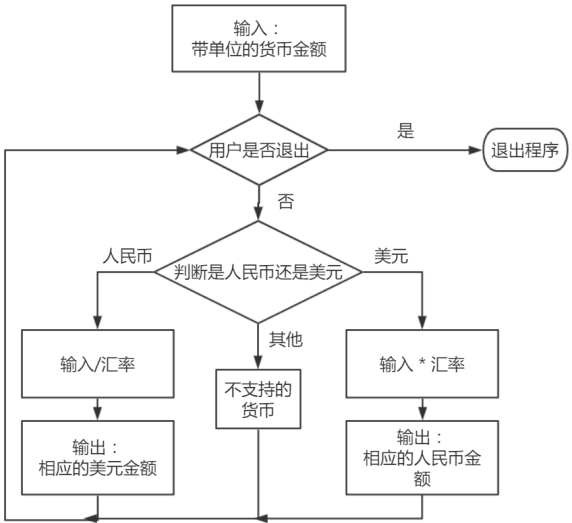 输入：
带单位的货币金额
用户是否退出
是
退出程序
否
判断是人民币还是美元
人民币
美元
其他
输入/汇率
不支持的
货币
输入 * 汇率
输出：
相应的美元金额
输出：
相应的人民币金
额